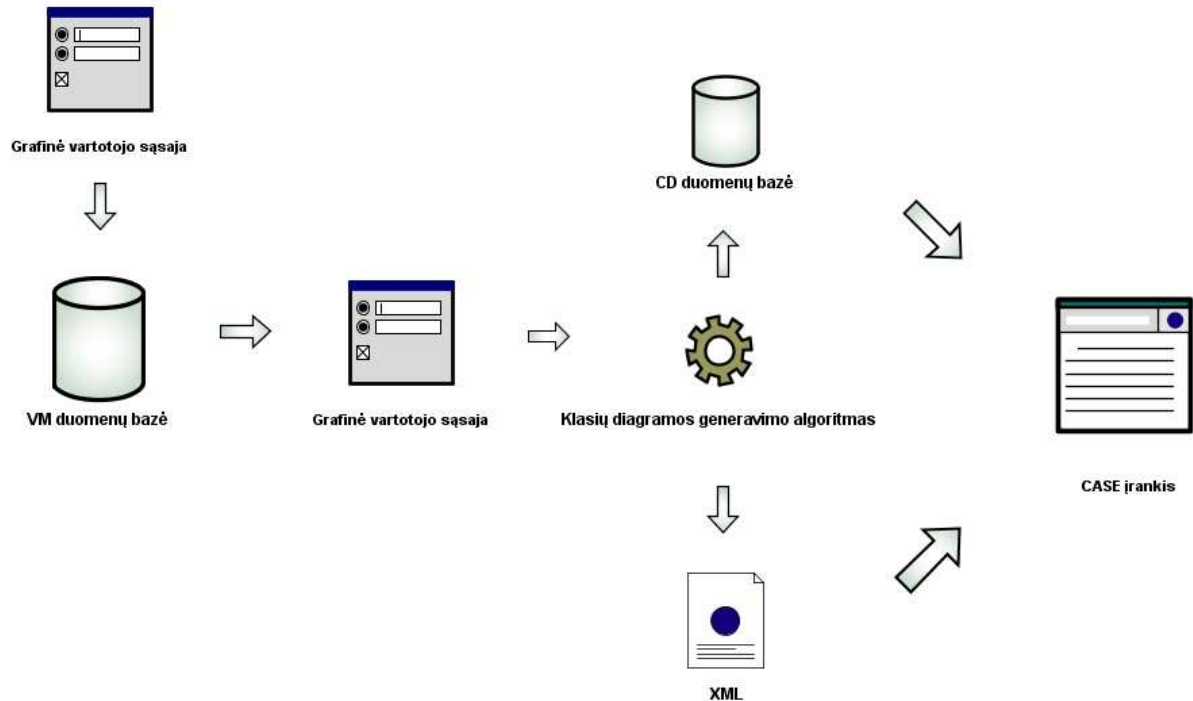 Grafinė vartotojo sąsaja
CD duomenų bazė
VM duomenų bazė
Grafinė vartotojo sąsaja
Klasių diagramos generavimo algoritmas
CASE įrankis
XML